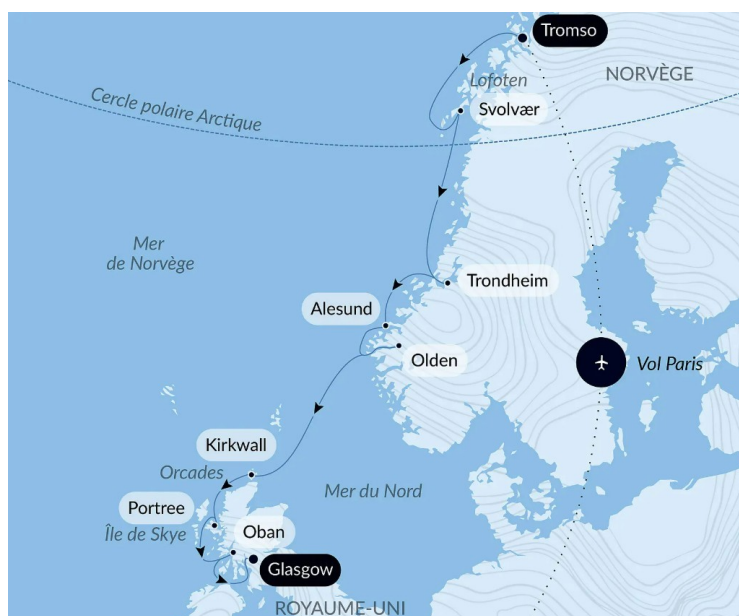 Tromso
NORVÈGE
Lofoten
Svolvær
Cercle polaire Arctique
Mer
de Norvège
Trondheim
Alesund
Olden
Vol Paris
Kirkwall
Orcades
Mer du Nord
Portree
Île de Skye
Oban
Glasgow
ROYAUME-UNI